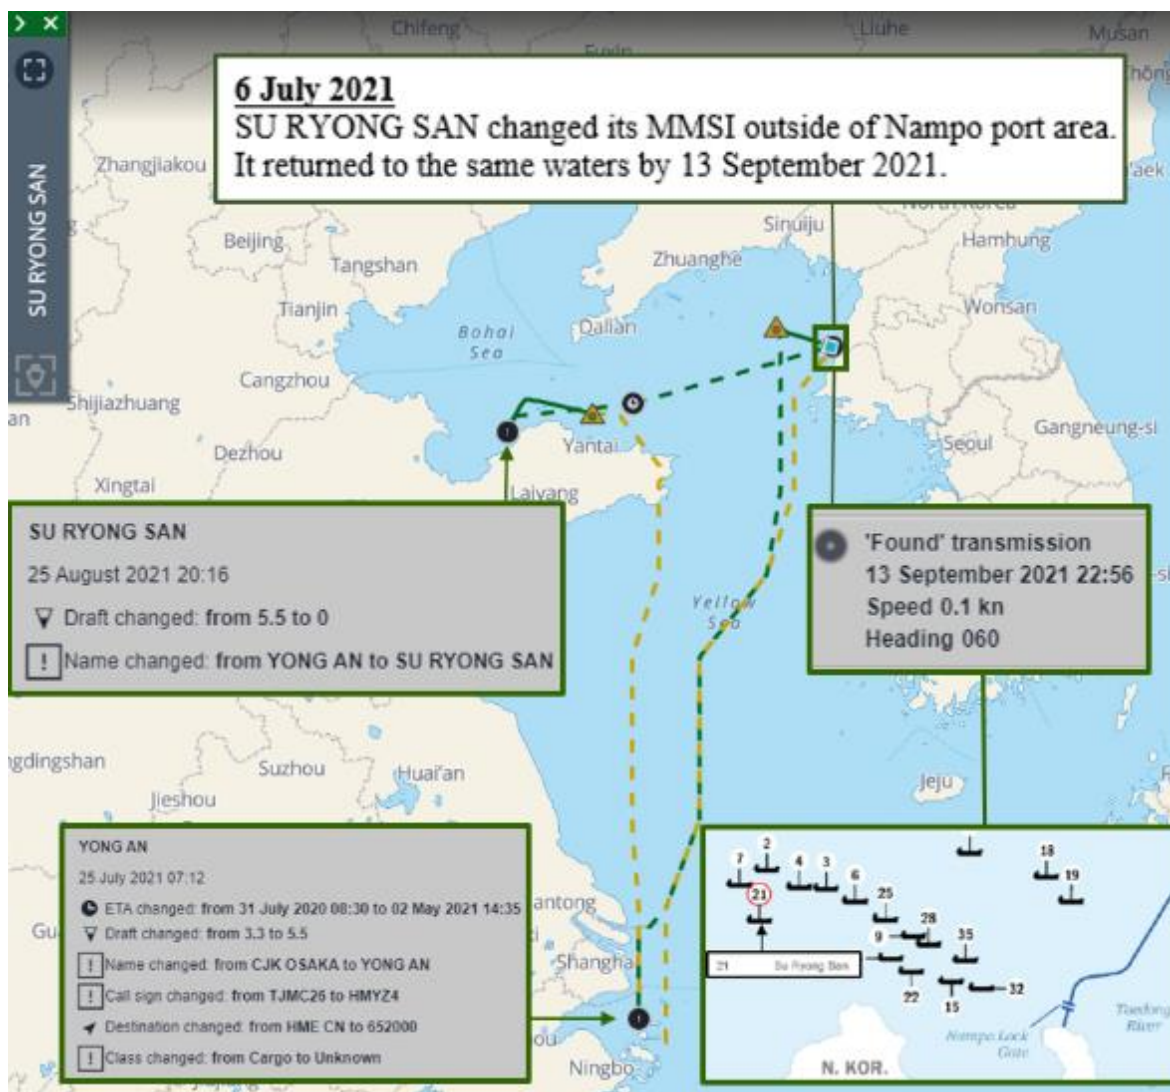 Chifeng
Liuhe
Musan
6 July 2021
SU RYONG SAN changed its MMSI outside of Nampo port area.
It returned to the same waters by 13 September 2021.
SU RYONG SAN
Zhangjiakou
Beijing
Tangshan
Tianjin
Cangzhou
Shijiazhuang
Dezhou
Xingtai
Bohai
Sea
Zhuanghe
Qalian
Sinuiju
Hamhung
Wonsan
Seoul
Gangneung-si
Yantai
Laiyang
SU RYONG SAN
25 August 2021 20:16
Draft changed: from 5.5 to 0
! Name changed: from YONG AN to SU RYONG SAN
'Found' transmission
13 September 2021 22:56
Speed 0.1 kn
Heading 060
Yellow
Sea
Suzhou
Huai'an
Jieshou
Jeju
YONG AN
25 July 2021 07:12
ETA changed: from 31 July 2020 08:30 to 02 May 2021 14:35
Draft changed: from 3.3 to 5.5
! Name changed: from CJK OSAKA to YONG AN
! Call sign changed: from TJMC26 to HMYZ4
Destination changed: from HME CN to 652000
! Class changed: from Cargo to Unknown
antong
Shangha
Ningbo
7
2
4
3
6
25
28
9
35
22
15
32
18
19
21
21 Su Ryong San
Nampo Lock
Gate
Taedong
River
N. KOR.